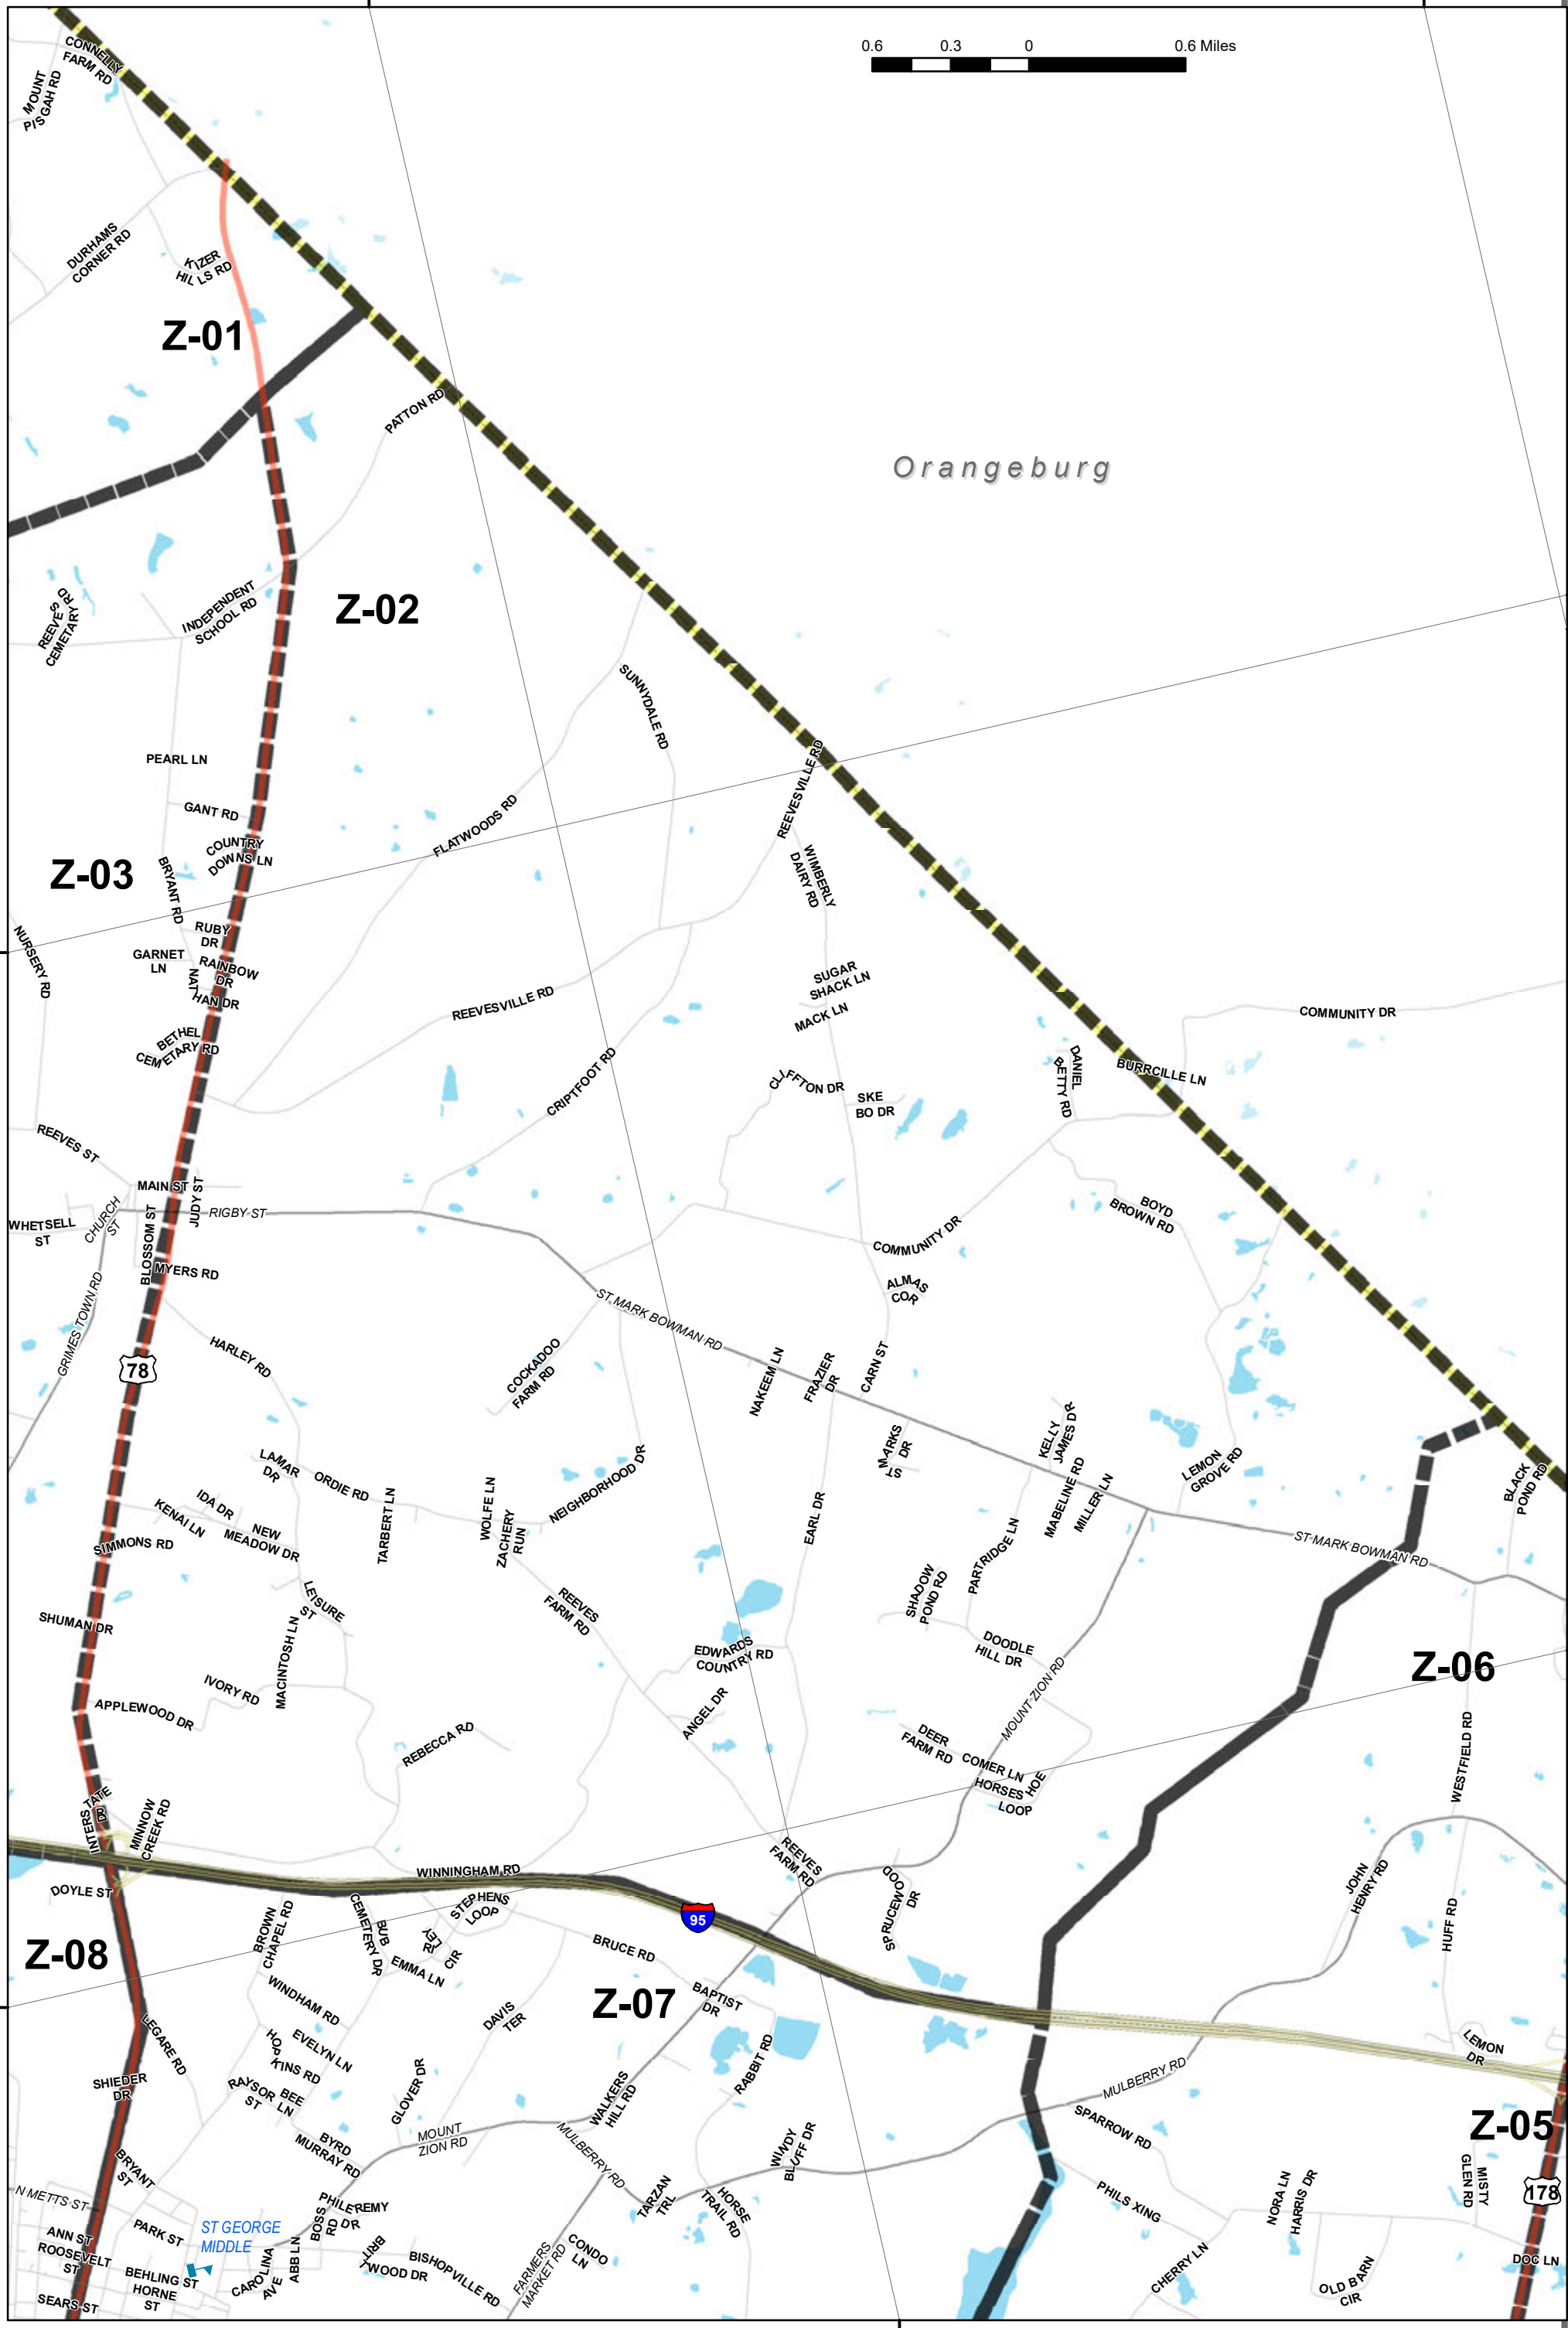 0.6 0.3 0 0.6 Miles
CONNELLY
FARM RD
MOUNT
PISGAH RD
DURHAMS
CORNER RD
KIZER
HILLS RD
Z-01
PATTON RD
Orangeburg
REEVES
CEMETARY RD
INDEPENDENT
SCHOOL RD
Z-02
SUNNYDALE RD
PEARL LN
REEVESVILLE RD
GANT RD
FLATWOODS RD
COUNTRY
DOWNS LN
Z-03
BRYANT RD
WIMBERLY
DAIRY RD
RUBY
DR
NURSERY RD
GARNET
LN
RAINBOW
DR
NATHAN DR
SUGAR
SHACK LN
REEVESVILLE RD
MACK LN
COMMUNITY DR
BETHEL
CEMETARY RD
CRIPTFOOT RD
CLIFFTON DR
SKE
BO DR
DANIEL
BETTY RD
BURRCILLE LN
REEVES ST
MAIN ST
JUDY ST
CHURCH
ST
RIGBY ST
WHETSELL
ST
BLOSSOM ST
BOYD
BROWN RD
COMMUNITY DR
MYERS RD
ALMAS
COR
GRIMES TOWN RD
ST MARK BOWMAN RD
HARLEY RD
78
COCKADOO
FARM RD
NAKEEM LN
FRAZIER
DR
CARN ST
KELLY
JAMES DR
ST MARKS
DR
LAMAR
DR
ORDIE RD
LEMON
GROVE RD
BLACK
POND RD
NEIGHBORHOOD DR
MABELINE RD
MILLER LN
IDA DR
KENAI LN
NEW
MEADOW DR
TARBERT LN
WOLFE LN
ZACHERY
RUN
EARL DR
SIMMONS RD
PARTRIDGE LN
ST MARK BOWMAN RD
SHADOW
POND RD
LEISURE
ST
REEVES
FARM RD
SHUMAN DR
MACINTOSH LN
EDWARDS
COUNTRY RD
DOODLE
HILL DR
Z-06
IVORY RD
MOUNT ZION RD
APPLEWOOD DR
ANGEL DR
REBECCA RD
DEER
FARM RD
COMER LN
HORSESHOE
LOOP
WESTFIELD RD
INTERSTATE
RD
MINNOW
CREEK RD
REEVES
FARM RD
WINNINGHAM RD
JOHN
HENRY RD
DOYLE ST
SPRUCEWOOD
DR
STEPHENS
LOOP
95
BROWN
CHAPEL RD
CEMETERY DR
BUB
CIR
HUFF RD
BRUCE RD
Z-08
EMMA LN
WINDHAM RD
Z-07
BAPTIST
DR
DAVIS
TER
LEGARE RD
HOPKINS RD
EVELYN LN
LEMON
DR
RABBIT RD
SHIEDER
DR
GLOVER DR
MULBERRY RD
RAYSOR
ST
BEE
LN
WALKERS
HILL RD
SPARROW RD
Z-05
MOUNT
ZION RD
BYRD
MURRAY RD
MULBERRY RD
WINDY
BLUFF DR
BRYANT
ST
MISTY
GLEN RD
N METTS ST
TARZAN
TRL
HORSE
TRAIL RD
PHILS XING
NORA LN
HARRIS DR
178
PHILEREMY
DR
BOSS
RD
PARK ST
ST GEORGE
MIDDLE
ANN ST
ROOSEVELT
ST
CAROLINA
AVE
ABB LN
BRITTWOOD DR
BISHOPVILLE RD
CONDO
LN
FARMERS
MARKET RD
BEHLING ST
HORNE
ST
SEARS ST
CHERRY LN
OLD BARN
CIR
DOC LN